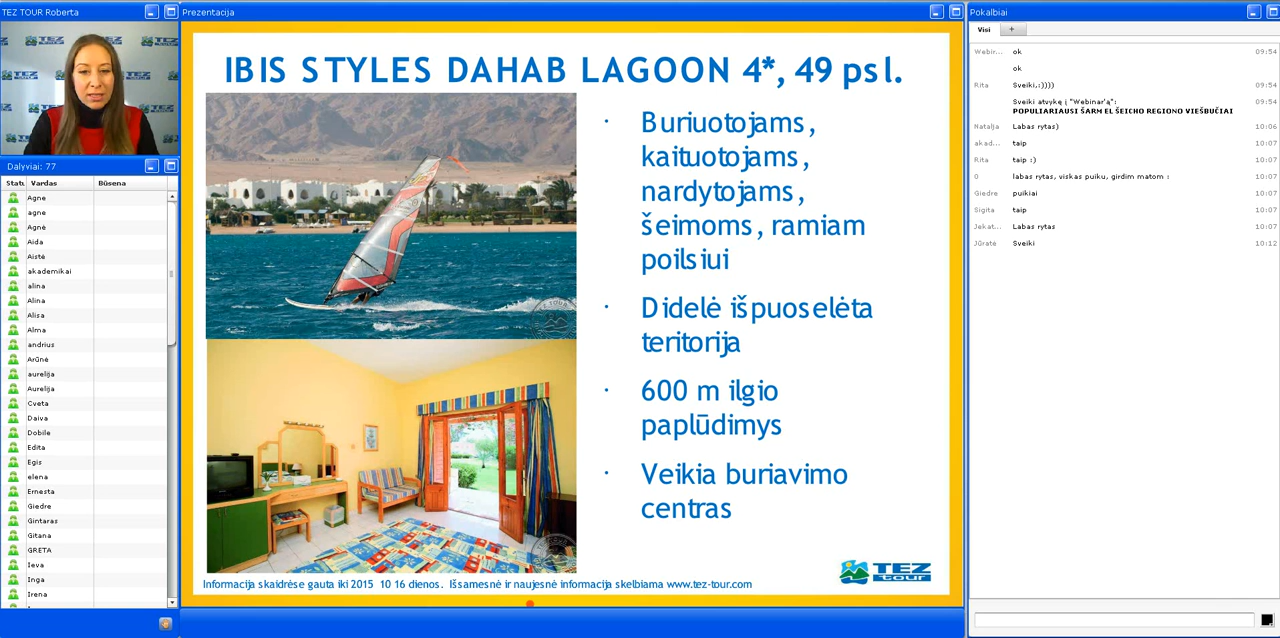 TEZ TOUR Roberta
TEZ
Dalyviai: 77
Vardas
Būsena
Agne
agne
Agnė
Aida
Aistė
akademikai
alina
Alina
Alisa
Alma
andrius
Arūnė
aurelija
Aurelija
Cveta
Daiva
Dobile
Edita
Egis
elena
Ernesta
Giedre
Gintaras
Gitana
GRETA
Ieva
Inga
Irena
Prezentacija
IBIS STYLES DAHAB LAGOON 4*, 49 psl.
· Buriuotojams,
kaituotojams,
nardytojams,
šeimoms, ramiam
poilsiui
· Didelė išpuoselėta
teritorija
· 600 m ilgio
paplūdimys
· Veikia buriavimo
centras
TEZ
tour
Informacija skaidrėse gauta iki 2015 10 16 dienos. Išsamesnė ir naujesnė informacija skelbiama www.tez-tour.com
Pokalbiai
Visi +
Webir... ok 09:54
ok
Rita Sveiki,:)))) 09:54
Sveiki atvykę į "Webinar'ą": 09:54
POPULIARIAUSI ŠARM EL ŠEICHO REGIONO VIEŠBUČIAI
Natalja Labas rytas) 10:06
akad... taip 10:07
Rita taip :) 10:07
0 labas rytas, viskas puiku, girdim matom : 10:07
Giedre puikiai 10:07
Sigita taip 10:07
Jekat... Labas rytas 10:07
Jūratė Sveiki 10:12